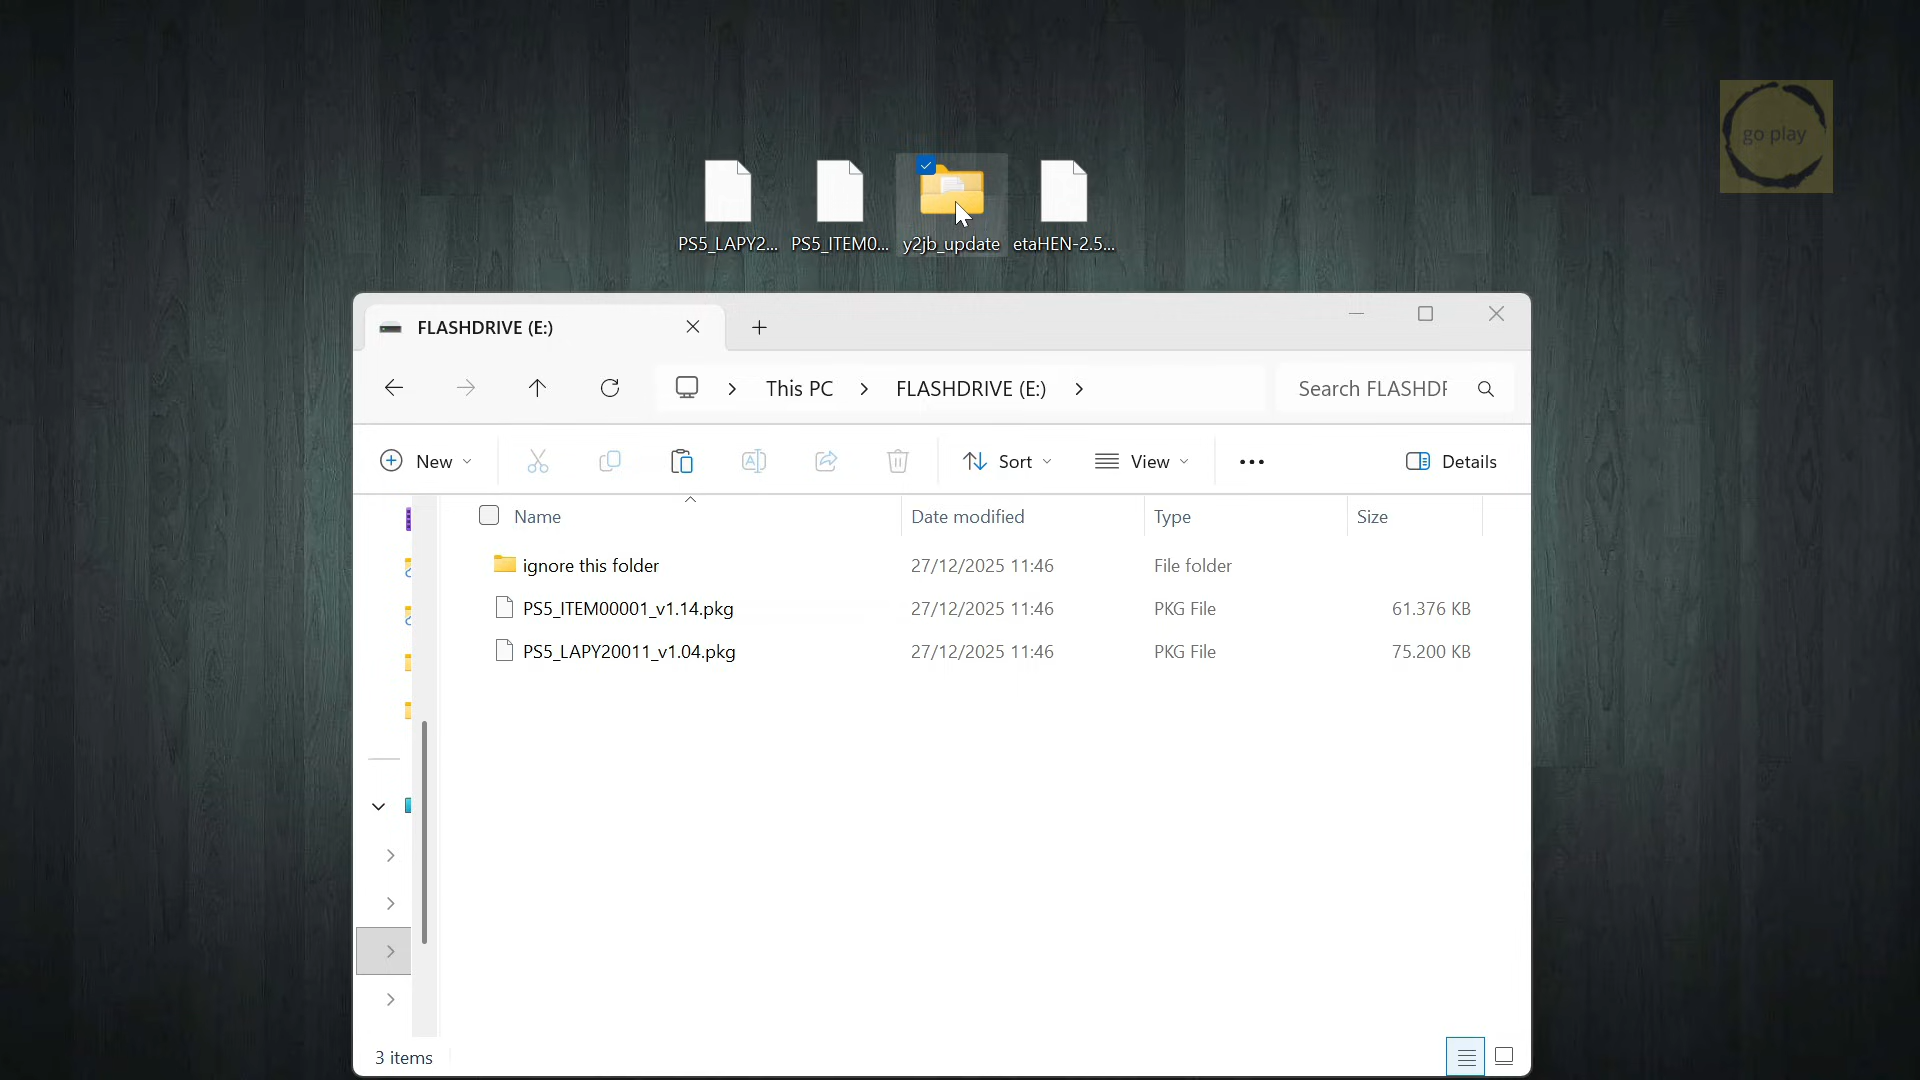 go play
PS5_LAPY2... PS5_ITEM0... y2jb_update etaHEN-2.5...
FLASHDRIVE (E:)
This PC FLASHDRIVE (E:) Search FLASHDF
New Sort View Details
Name Date modified Type Size
ignore this folder 27/12/2025 11:46 File folder
PS5_ITEM00001_v1.14.pkg 27/12/2025 11:46 PKG File 61.376 KB
PS5_LAPY20011_v1.04.pkg 27/12/2025 11:46 PKG File 75.200 KB
3 items